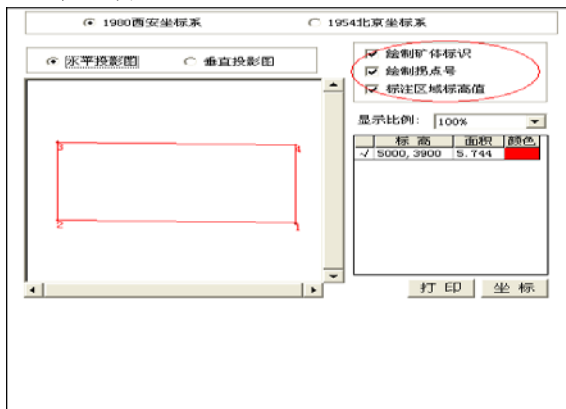 1980西安坐标系 1954北京坐标系
水平投影图 垂直投影图
绘制矿体标识
绘制拐点号
标注区域标高值
显示比例: 100%
标 高 面积 颜色
√ 5000, 3900 5.744
3 4
2 1
打 印 坐 标